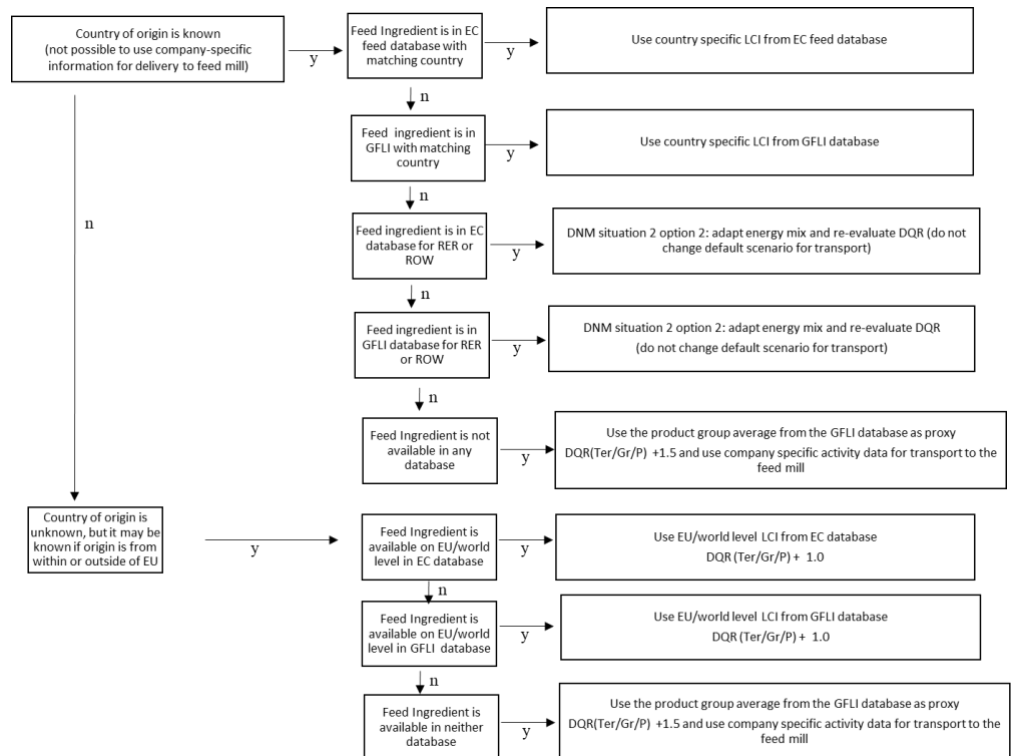 Country of origin is known
(not possible to use company-specific
information for delivery to feed mill)
y
Feed Ingredient is in EC
feed database with
matching country
y
Use country specific LCI from EC feed database
n
Feed ingredient is in
GFLI with matching
country
y
Use country specific LCI from GFLI database
n
n
Feed ingredient is in EC
database for RER or
ROW
y
DNM situation 2 option 2: adapt energy mix and re-evaluate DQR (do not
change default scenario for transport)
n
Feed ingredient is in
GFLI database for RER
or ROW
y
DNM situation 2 option 2: adapt energy mix and re-evaluate DQR
(do not change default scenario for transport)
n
Feed Ingredient is not
available in any
database
y
Use the product group average from the GFLI database as proxy
DQR(Ter/Gr/P) +1.5 and use company specific activity data for transport to the
feed mill
Country of origin is
unknown, but it may be
known if origin is from
within or outside of EU
y
Feed Ingredient is
available on EU/world
level in EC database
y
Use EU/world level LCI from EC database
DQR (Ter/Gr/P) + 1.0
n
Feed Ingredient is
available on EU/world
level in GFLI database
y
Use EU/world level LCI from GFLI database
DQR (Ter/Gr/P) + 1.0
n
Feed Ingredient is
available in neither
database
y
Use the product group average from the GFLI database as proxy
DQR(Ter/Gr/P) +1.5 and use company specific activity data for transport to the
feed mill